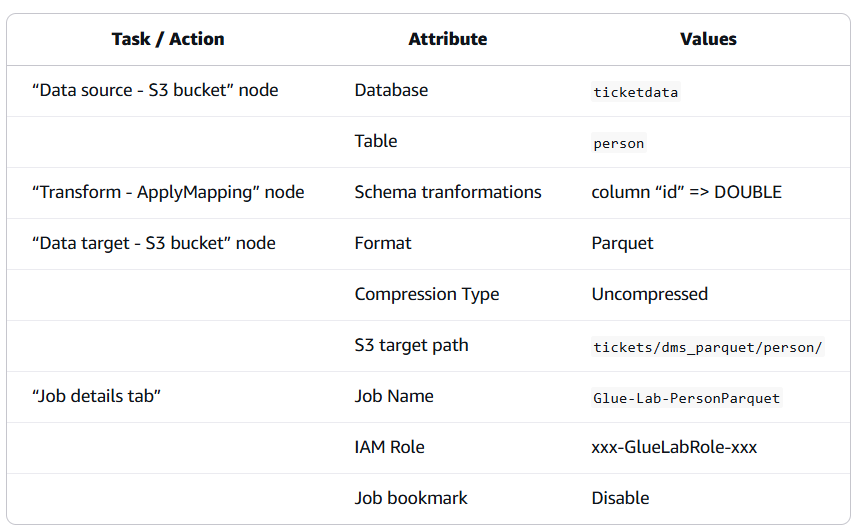 Task / Action Attribute Values
“Data source - S3 bucket” node Database ticketdata
Table person
“Transform - ApplyMapping” node Schema tranformations column “id” => DOUBLE
“Data target - S3 bucket” node Format Parquet
Compression Type Uncompressed
S3 target path tickets/dms_parquet/person/
“Job details tab” Job Name Glue-Lab-PersonParquet
IAM Role xxx-GlueLabRole-xxx
Job bookmark Disable